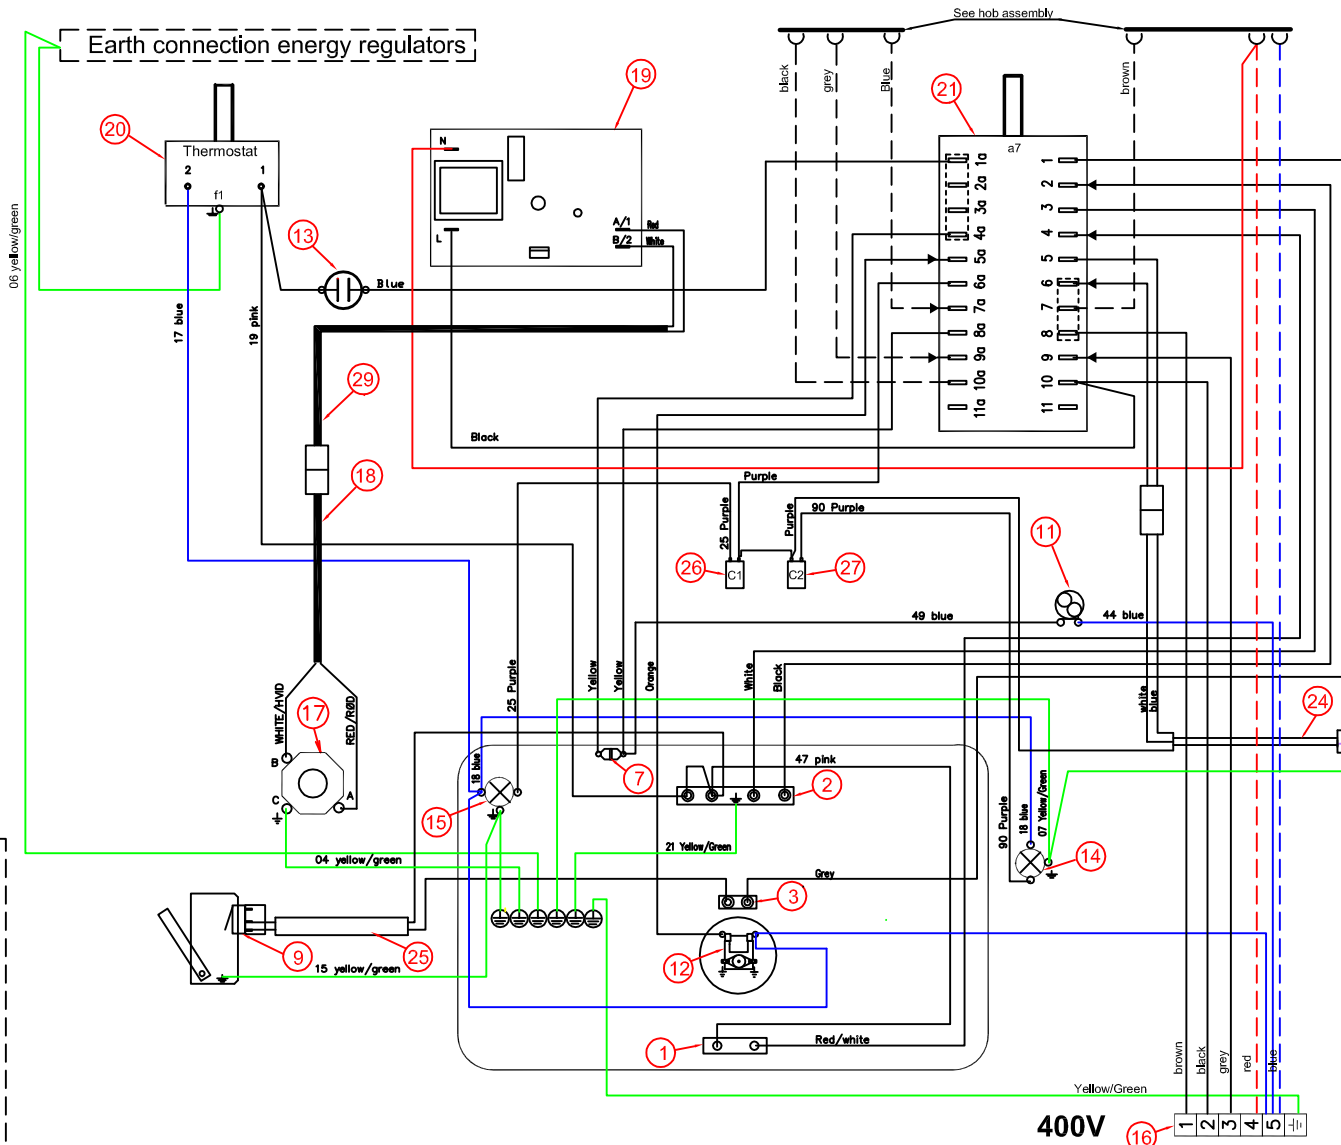 See hob assembly
Earth connection energy regulators
black
grey
Blue
brown
19
21
20
Thermostat
2
1
f1
N
L
A/1
Red
B/2
White
a7
1a
2a
3a
4a
5a
6a
7a
8a
9a
10a
11a
1
2
3
4
5
6
7
8
9
10
11
06 yellow/green
13
Blue
17 blue
19 pink
29
18
Black
Purple
25 Purple
Purple
90 Purple
26
C1
C2
27
11
49 blue
44 blue
25 Purple
Yellow
Yellow
Orange
White
Black
white
blue
24
WHITE/HVID
17
RED/RØD
B
C
A
18 blue
15
7
47 pink
2
90 Purple
18 blue
07 Yellow/Green
14
21 Yellow/Green
04 yellow/green
Grey
3
9
25
15 yellow/green
12
1
Red/white
brown
black
grey
red
blue
Yellow/Green
400V
16
1
2
3
4
5